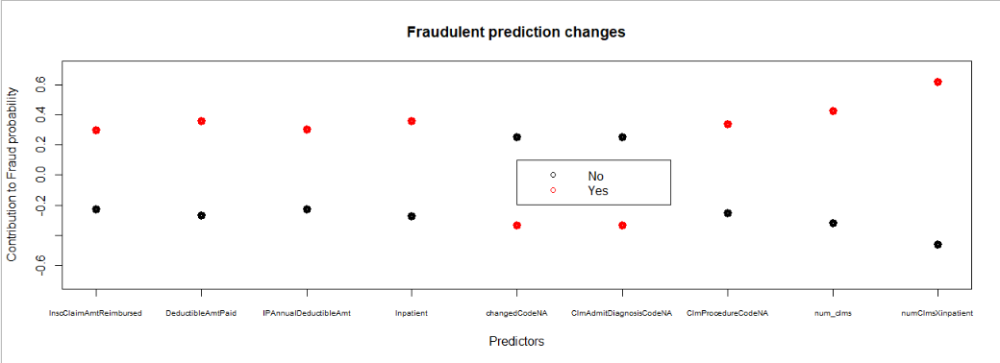 Fraudulent prediction changes
Contribution to Fraud probability
0.6
0.4
0.2
0.0
-0.2
-0.6
No
Yes
InscClaimAmtReimbursed DeductibleAmtPaid IPAnnualDeductibleAmt Inpatient changedCodeNA ClmAdmitDiagnosisCodeNA ClmProcedureCodeNA num_clms numClmsXinpatient
Predictors